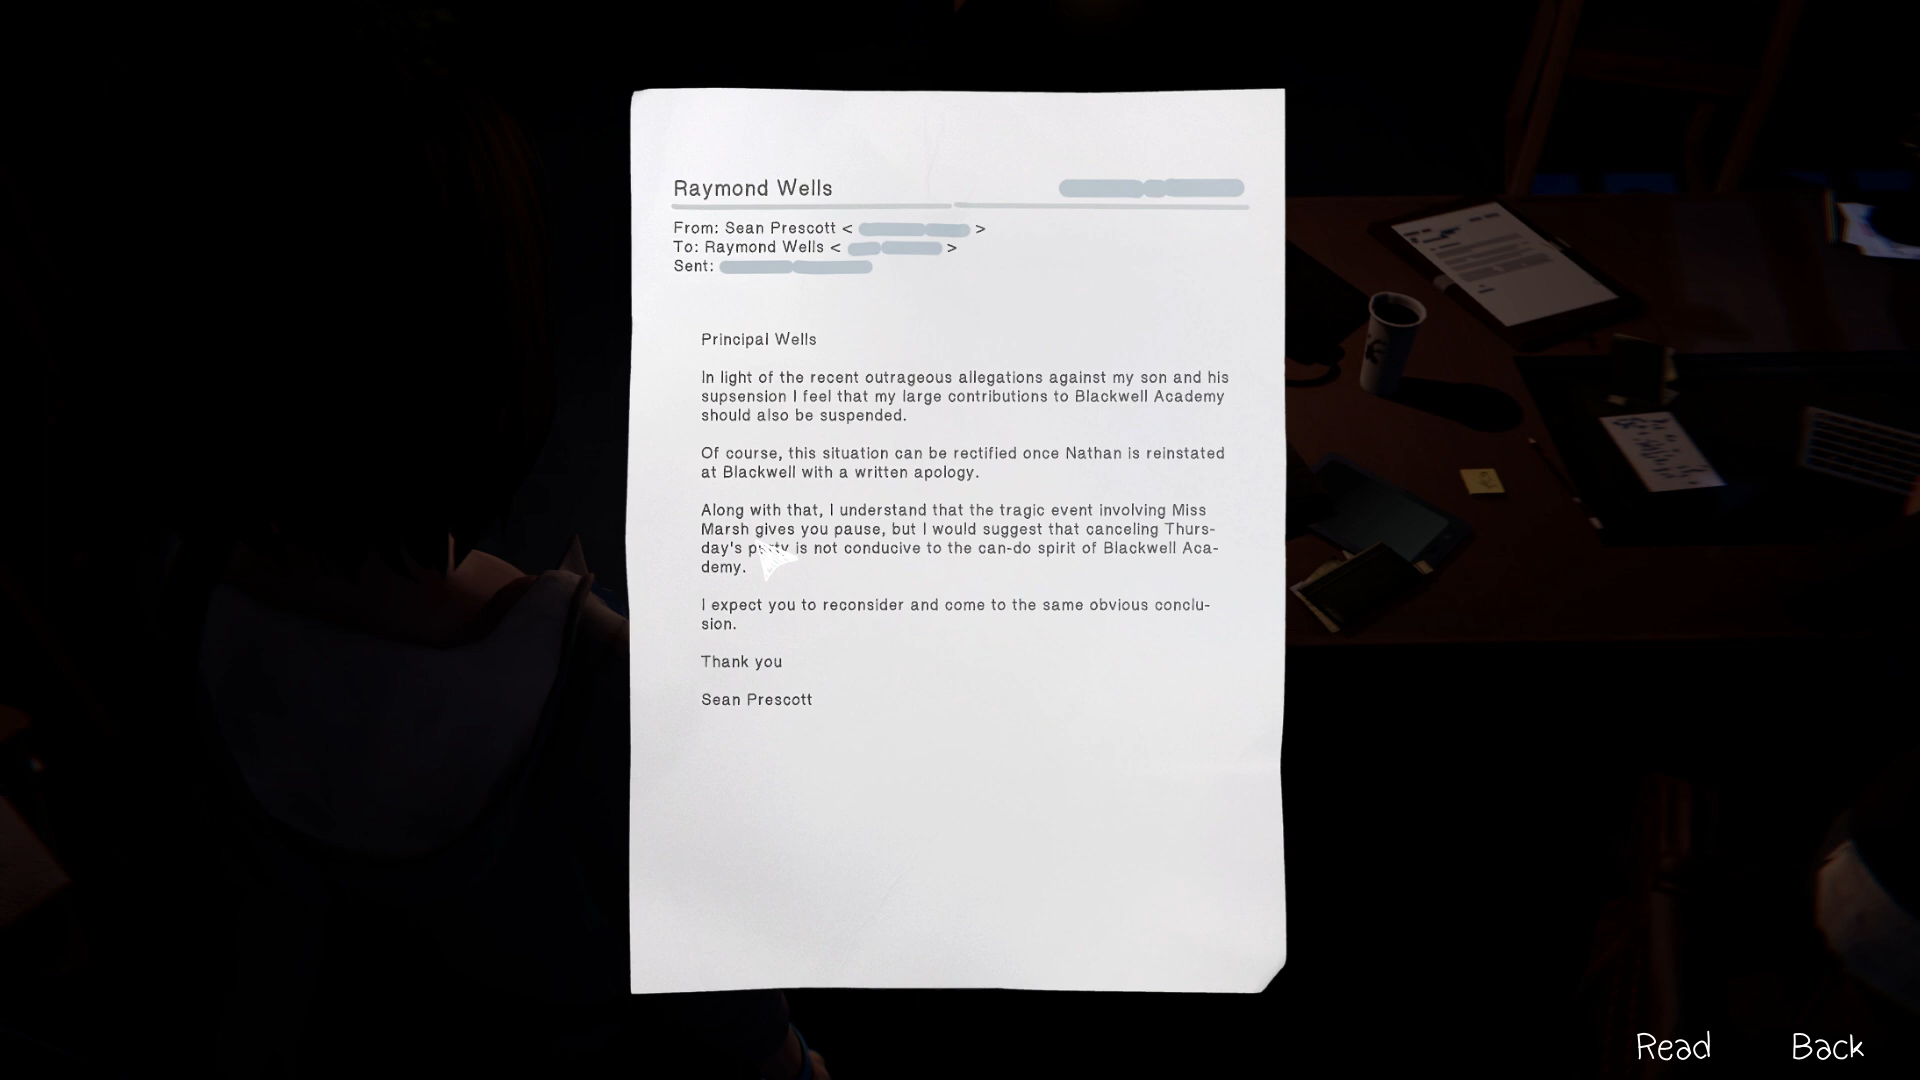 Raymond Wells
From: Sean Prescott < >
To: Raymond Wells < >
Sent:
Principal Wells
In light of the recent outrageous allegations against my son and his
supsension I feel that my large contributions to Blackwell Academy
should also be suspended.
Of course, this situation can be rectified once Nathan is reinstated
at Blackwell with a written apology.
Along with that, I understand that the tragic event involving Miss
Marsh gives you pause, but I would suggest that canceling Thurs-
day's party is not conducive to the can-do spirit of Blackwell Aca-
demy.
I expect you to reconsider and come to the same obvious conclu-
sion.
Thank you
Sean Prescott
Read
Back